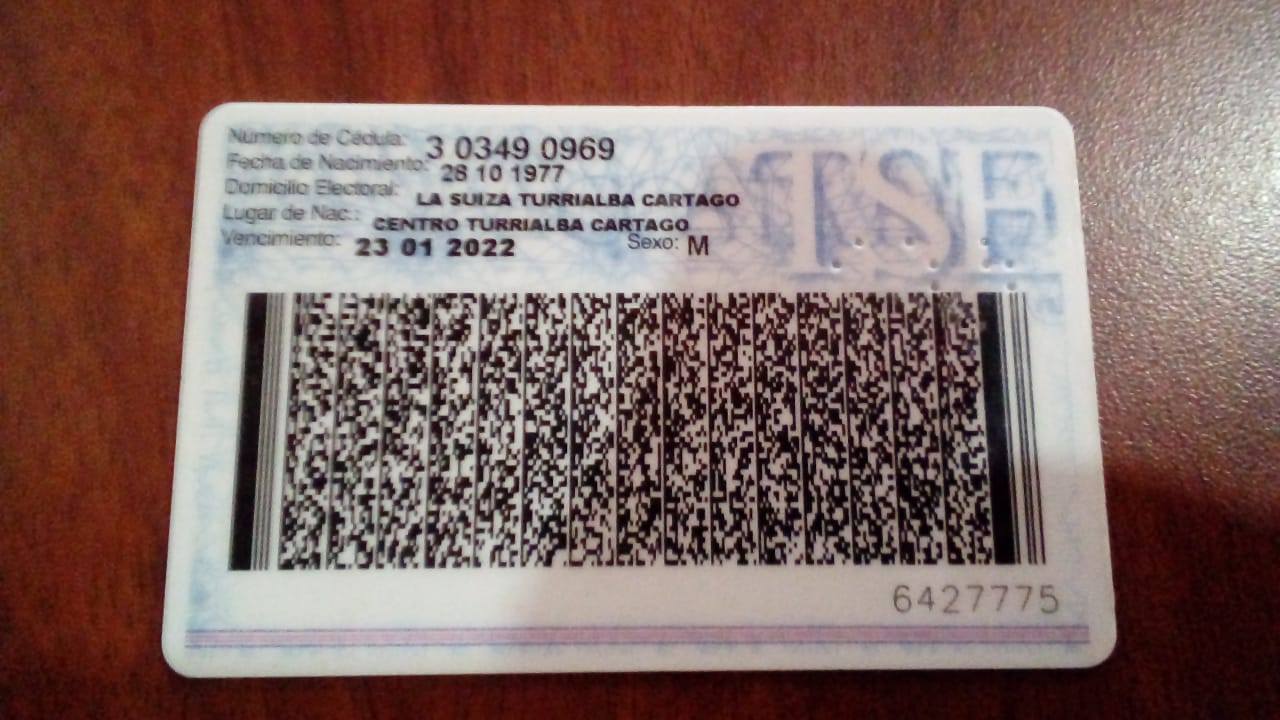 Número de Cédula: 3 0349 0969
Fecha de Nacimiento: 28 10 1977
Domicilio Electoral: LA SUIZA TURRIALBA CARTAGO
Lugar de Nac.: CENTRO TURRIALBA CARTAGO
Vencimiento: 23 01 2022 Sexo: M
TSE
6427775